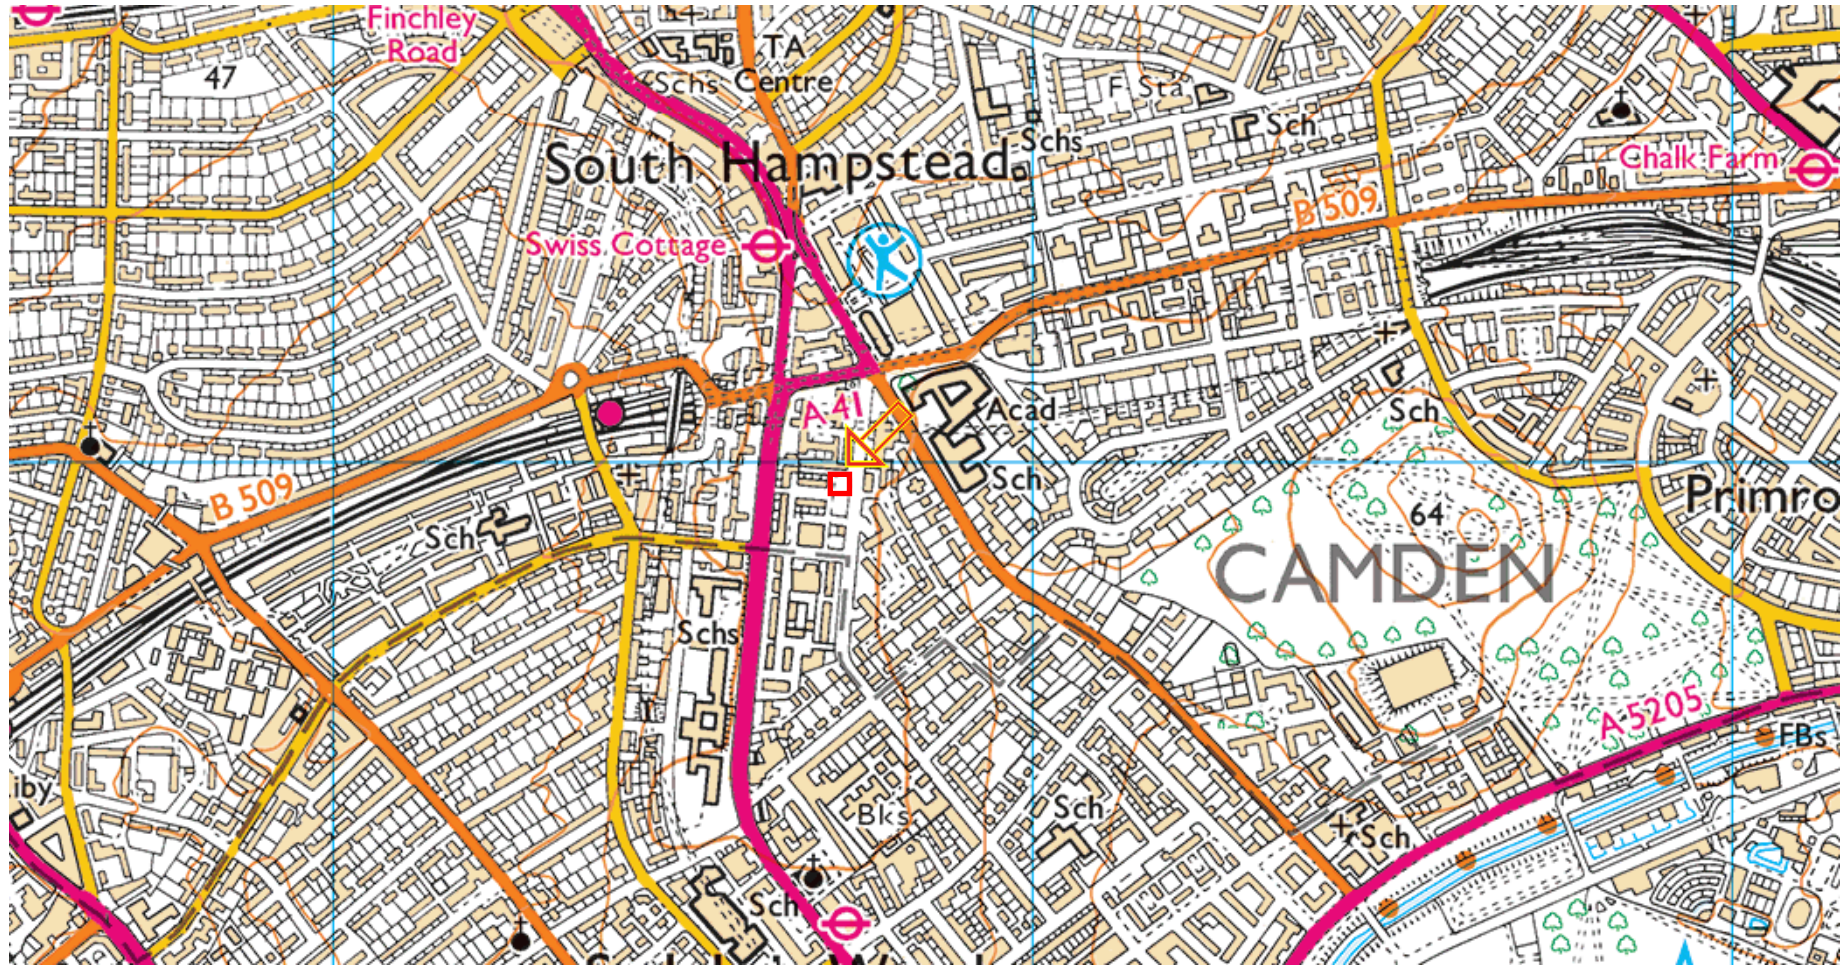 Finchley
Road
47
TA
Schs Centre
F Sta
Sch
Schs
South Hampstead
Chalk Farm
B 509
Swiss Cottage
A 41
Acad
Sch
Sch
B 509
Sch
64
Primro
CAMDEN
Schs
A 5205
FBs
iby
Bks
Sch
Sch
Sch